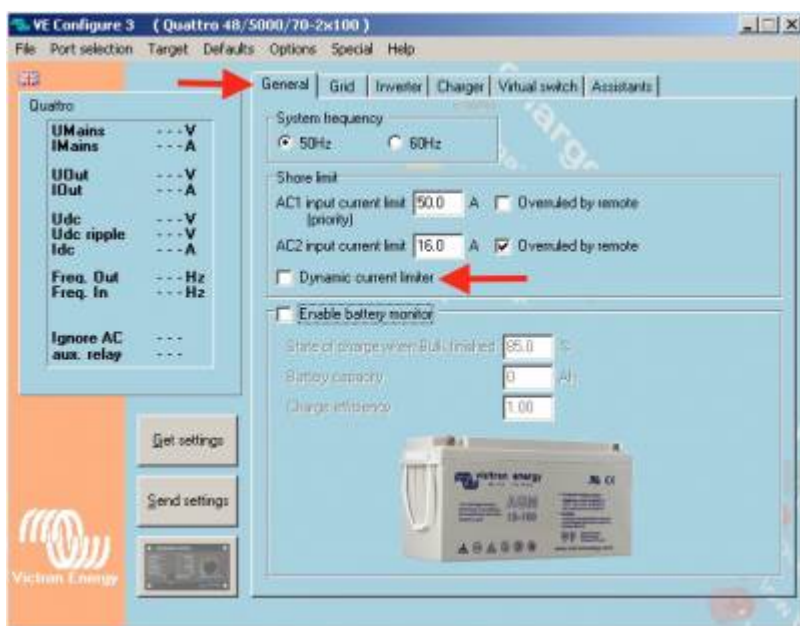 VE Configure 3 ( Quattro 48/5000/70-2x100 )
File Port selection Target Defaults Options Special Help
General Grid Inverter Charger Virtual switch Assistants
Quattro
UMains - - - V
IMains - - - A
UOut - - - V
IOut - - - A
Udc - - - V
Udc ripple - - - V
Idc - - - A
Freq. Out - - - Hz
Freq. In - - - Hz
Ignore AC - - -
aux. relay - - -
Get settings
Send settings
Victron Energy
System frequency
50Hz 60Hz
Shore limit
AC1 input current limit 50.0 A Overruled by remote
(priority)
AC2 input current limit 16.0 A Overruled by remote
Dynamic current limiter
Enable battery monitor
State of charge when Bulk finished 85.0 %
Battery capacity 0 Ah
Charge efficiency 1.00
victron energy
AGM